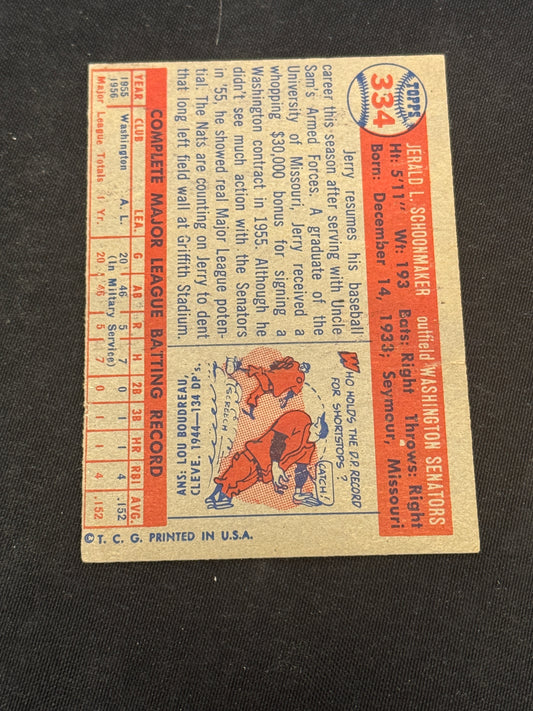 TOPPS
334
JERALD L. SCHOONMAKER outfield WASHINGTON SENATORS
Ht: 5'11" Wt: 193 Bats: Right Throws: Right
Born: December 14, 1933, Seymour, Missouri
Jerry resumes his baseball
career this season after serving with Uncle
Sam's Armed Forces. A graduate of the
University of Missouri, Jerry received a
whopping $30,000 bonus for signing a
Washington contract in 1955. Although he
didn't see much action with the Senators
in '55, he showed real Major League poten-
tial. The Nats are counting on Jerry to dent
that long left field wall at Griffith Stadium.
WHO HOLDS THE D.P. RECORD
FOR SHORTSTOPS?
CATCH!
(SCREECH)
ANS: LOU BOUDREAU
CLEVE. 1944—134 DP's.
COMPLETE MAJOR LEAGUE BATTING RECORD
YEAR CLUB LEA. G AB R H 2B 3B HR RBI AVG.
1955 Washington A. L. 20 46 5 7 0 1 1 4 .152
1956 (In Military Service)
Major League Totals 1 Yr. 20 46 5 7 0 1 1 4 .152
© T. C. G. PRINTED IN U.S.A.